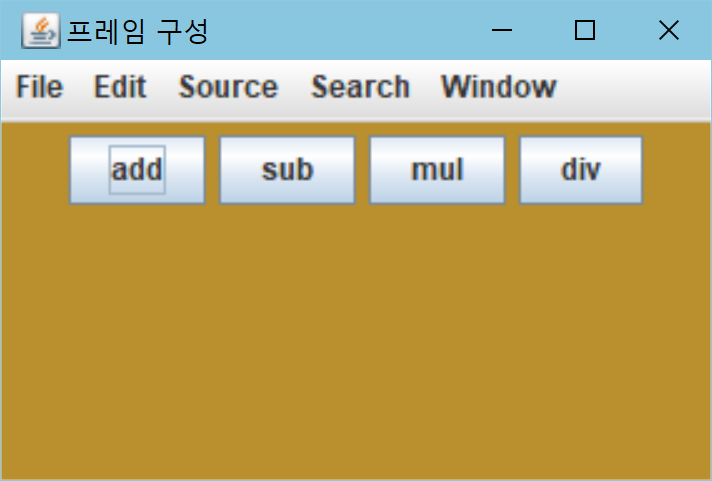 프레임 구성
File Edit Source Search Window
add sub mul div